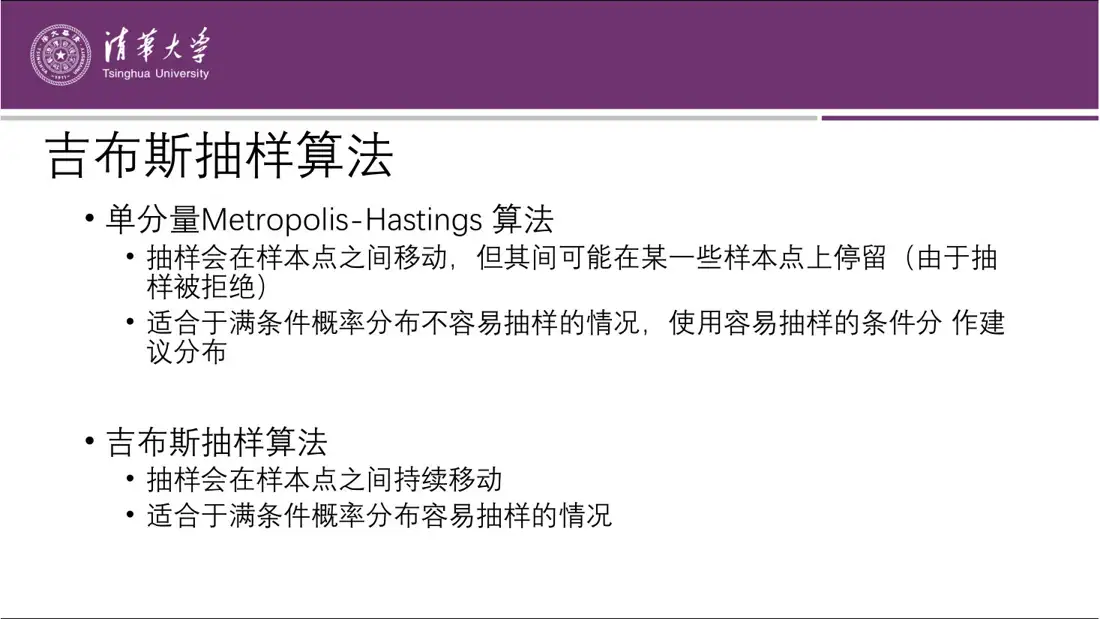 清华大学
Tsinghua University
吉布斯抽样算法
• 单分量Metropolis-Hastings 算法
• 抽样会在样本点之间移动，但其间可能在某一些样本点上停留（由于抽
样被拒绝）
• 适合于满条件概率分布不容易抽样的情况，使用容易抽样的条件分 作建
议分布
• 吉布斯抽样算法
• 抽样会在样本点之间持续移动
• 适合于满条件概率分布容易抽样的情况